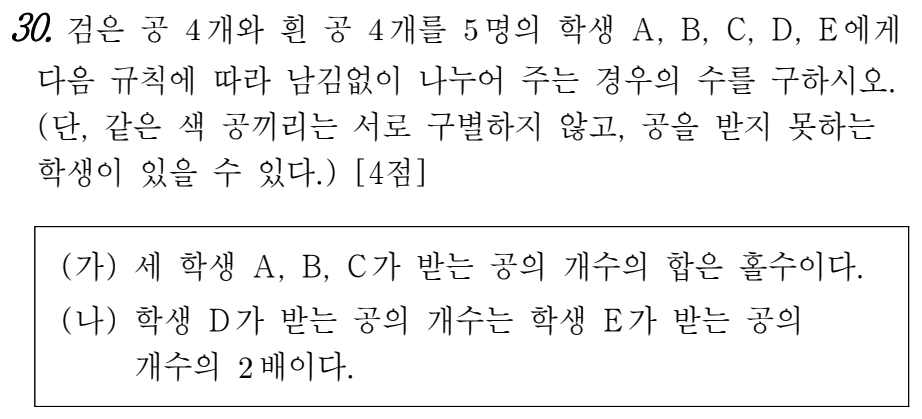 30. 검은 공 4개와 흰 공 4개를 5명의 학생 A, B, C, D, E에게
다음 규칙에 따라 남김없이 나누어 주는 경우의 수를 구하시오.
(단, 같은 색 공끼리는 서로 구별하지 않고, 공을 받지 못하는
학생이 있을 수 있다.) [4점]
(가) 세 학생 A, B, C가 받는 공의 개수의 합은 홀수이다.
(나) 학생 D가 받는 공의 개수는 학생 E가 받는 공의
개수의 2배이다.